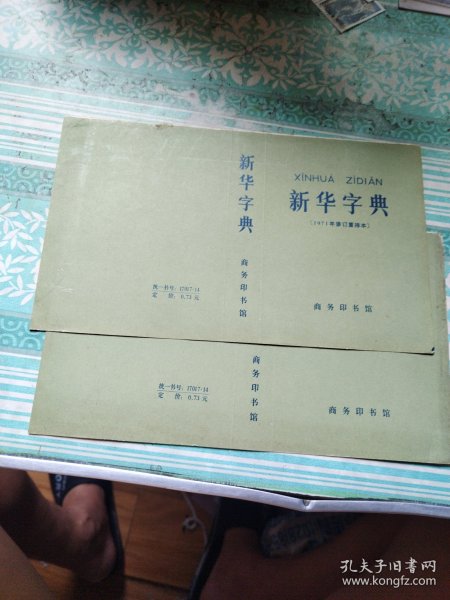 XĪNHUÁ ZÌDIǍN
新华字典
(1971年修订重排本)
商务印书馆
新华字典
商务印书馆
统一书号: 17017·14
定 价: 0.73 元
商务印书馆
商务印书馆
统一书号: 17017·14
定 价: 0.73 元
孔夫子旧书网
www.kongfz.com